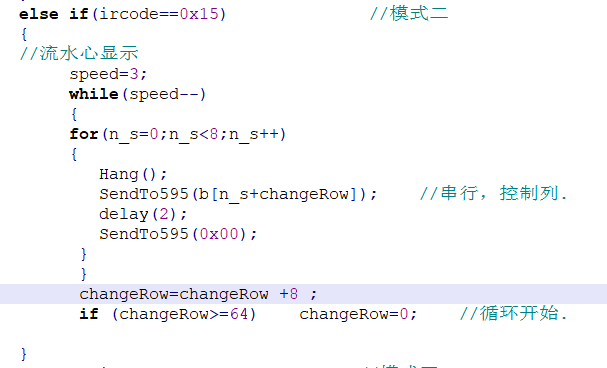 else if(ircode==0x15) //模式二
{
//流水心显示
speed=3;
while(speed--)
{
for(n_s=0;n_s<8;n_s++)
{
Hang();
SendTo595(b[n_s+changeRow]); //串行，控制列.
delay(2);
SendTo595(0x00);
}
}
changeRow=changeRow +8 ;
if (changeRow>=64) changeRow=0; //循环开始.
}